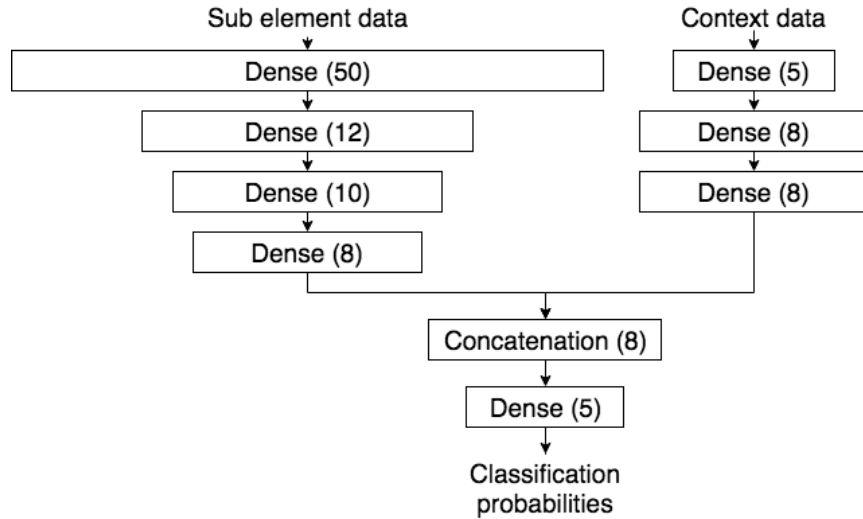 Sub element data
Dense (50)
Dense (12)
Dense (10)
Dense (8)
Context data
Dense (5)
Dense (8)
Dense (8)
Concatenation (8)
Dense (5)
Classification
probabilities